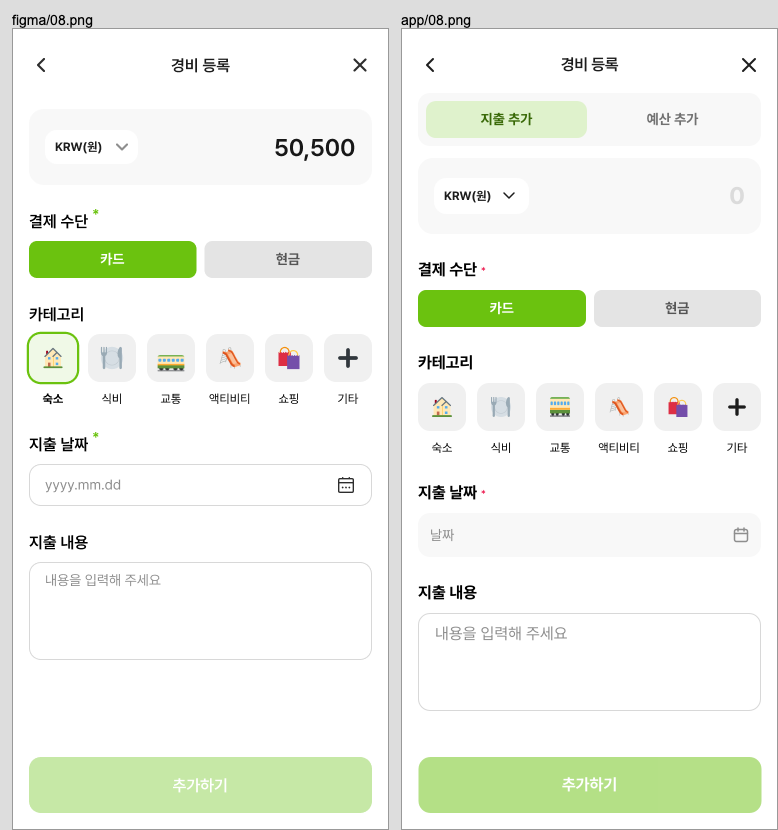 figma/08.png
경비 등록
KRW(원)
50,500
결제 수단 *
카드
현금
카테고리
숙소
식비
교통
액티비티
쇼핑
기타
지출 날짜 *
yyyy.mm.dd
지출 내용
내용을 입력해 주세요
추가하기
app/08.png
경비 등록
지출 추가
예산 추가
KRW(원)
0
결제 수단 *
카드
현금
카테고리
숙소
식비
교통
액티비티
쇼핑
기타
지출 날짜 *
날짜
지출 내용
내용을 입력해 주세요
추가하기